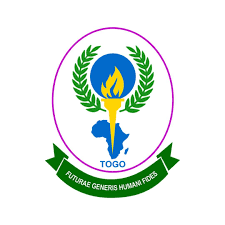 TOGO
FUTURAE GENERIS HUMANI FIDES